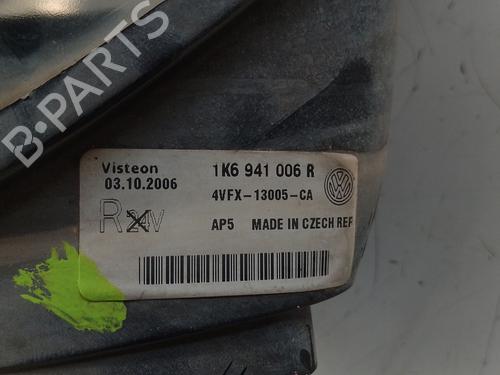 B-PARTS
Visteon 1K6 941 006 R
03.10.2006 4VFX-13005-CA
R 24V AP5 MADE IN CZECH REP